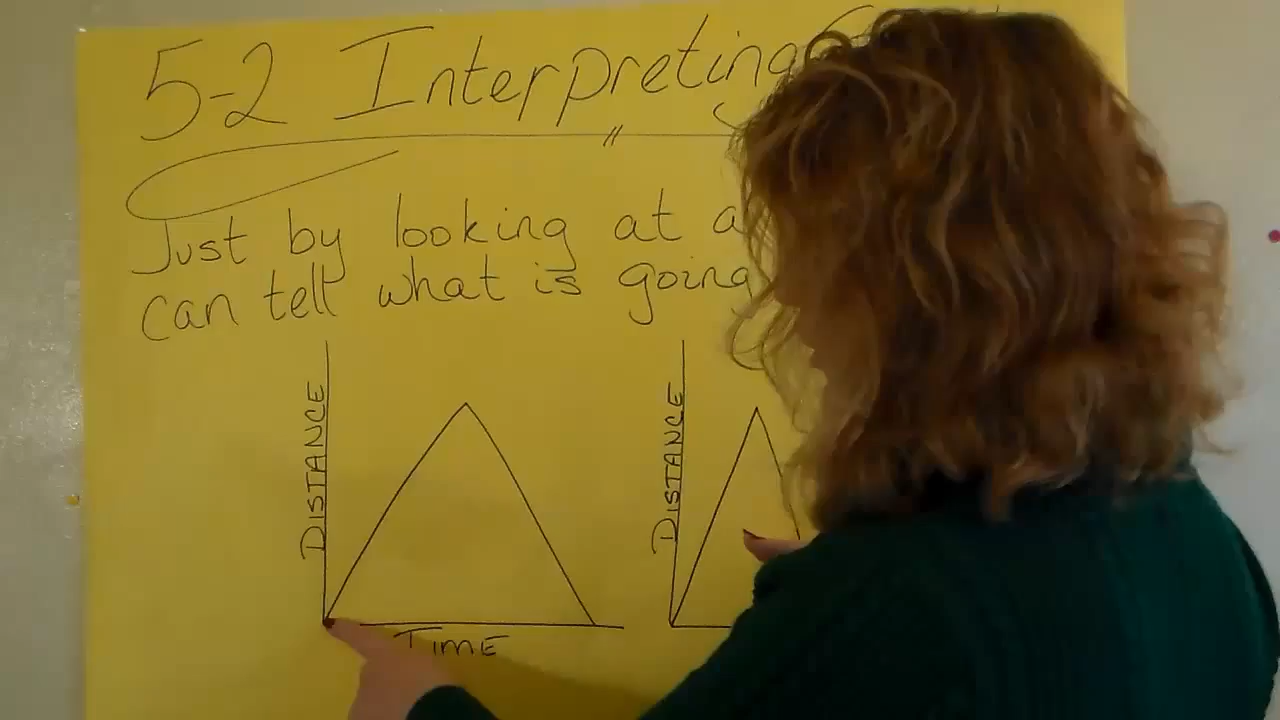 5-2 Interpreting
Just by looking at a
can tell what is going
DISTANCE
TIME
DISTANCE